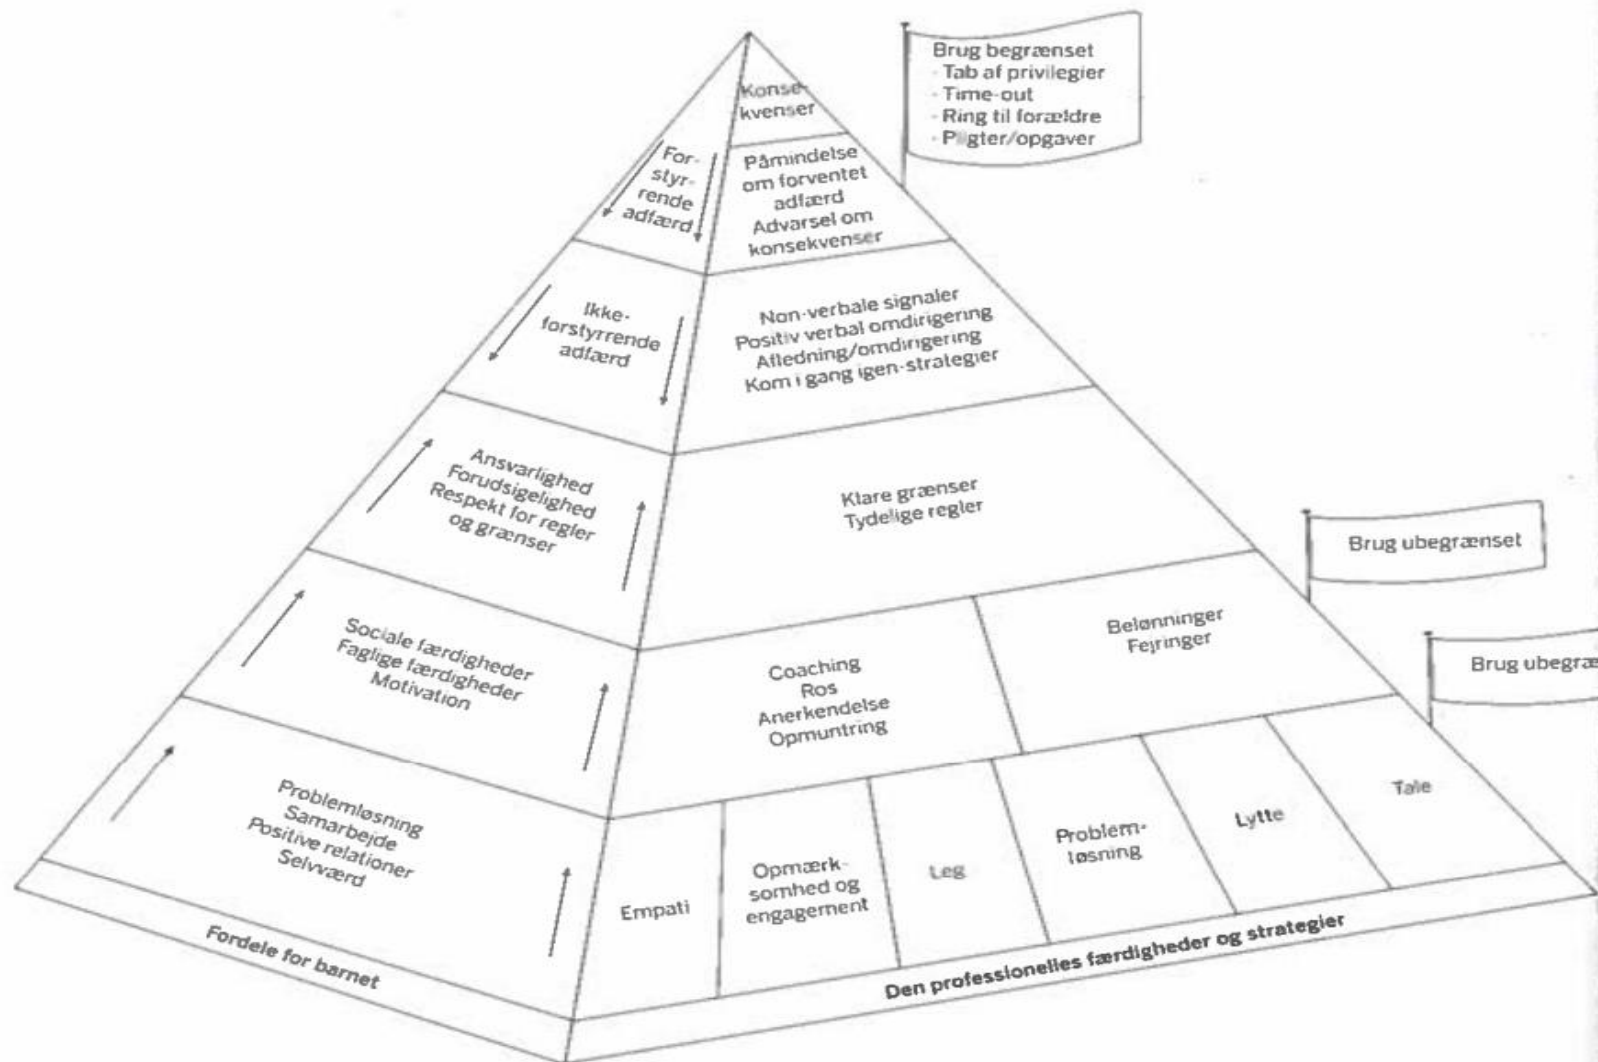 Brug begrænset
- Tab af privilegier
- Time-out
- Ring til forældre
- Pligter/opgaver
Konse-
kvenser
For-
styr-
rende
adfærd
Påmindelse
om forventet
adfærd
Advarsel om
konsekvenser
Ikke-
forstyrrende
adfærd
Non-verbale signaler
Positiv verbal omdirigering
Afledning/omdirigering
Kom i gang igen-strategier
Ansvarlighed
Forudsigelighed
Respekt for regler
og grænser
Klare grænser
Tydelige regler
Brug ubegrænset
Sociale færdigheder
Faglige færdigheder
Motivation
Coaching
Ros
Anerkendelse
Opmuntring
Belønninger
Fejringer
Brug ubegræ
Problemløsning
Samarbejde
Positive relationer
Selvværd
Empati
Opmærk-
somhed og
engagement
Leg
Problem-
løsning
Lytte
Tale
Fordele for barnet
Den professionelles færdigheder og strategier